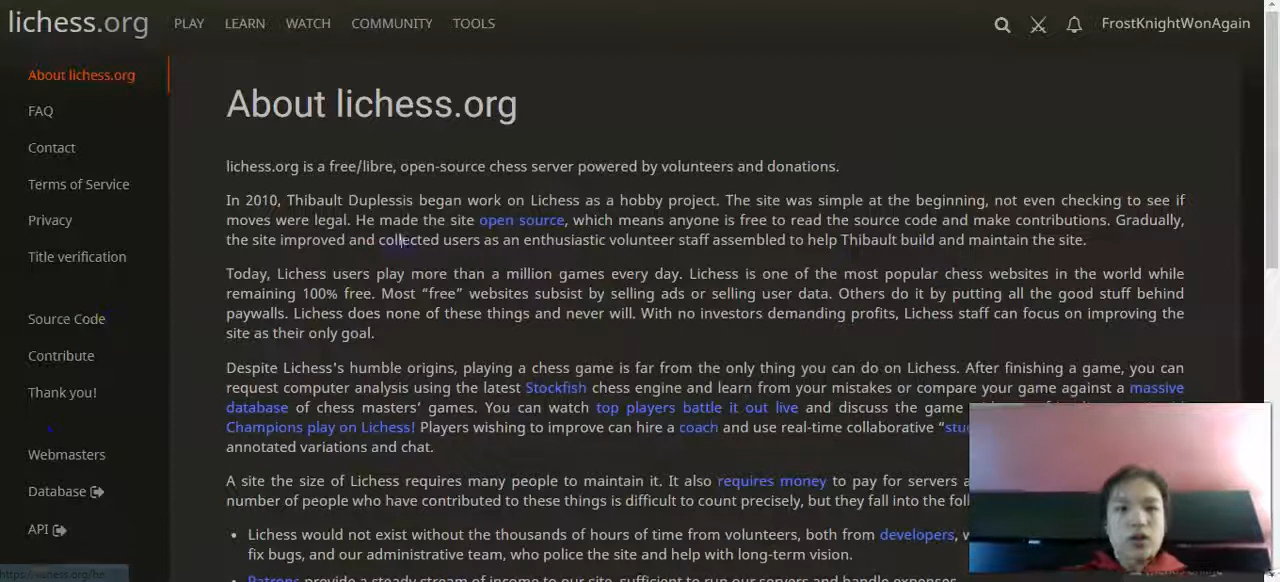 lichess.org PLAY LEARN WATCH COMMUNITY TOOLS FrostKnightWonAgain
About lichess.org
FAQ
Contact
Terms of Service
Privacy
Title verification
Source Code
Contribute
Thank you!
Webmasters
Database
API
About lichess.org
lichess.org is a free/libre, open-source chess server powered by volunteers and donations.
In 2010, Thibault Duplessis began work on Lichess as a hobby project. The site was simple at the beginning, not even checking to see if
moves were legal. He made the site open source, which means anyone is free to read the source code and make contributions. Gradually,
the site improved and collected users as an enthusiastic volunteer staff assembled to help Thibault build and maintain the site.
Today, Lichess users play more than a million games every day. Lichess is one of the most popular chess websites in the world while
remaining 100% free. Most “free” websites subsist by selling ads or selling user data. Others do it by putting all the good stuff behind
paywalls. Lichess does none of these things and never will. With no investors demanding profits, Lichess staff can focus on improving the
site as their only goal.
Despite Lichess's humble origins, playing a chess game is far from the only thing you can do on Lichess. After finishing a game, you can
request computer analysis using the latest Stockfish chess engine and learn from your mistakes or compare your game against a massive
database of chess masters’ games. You can watch top players battle it out live and discuss the game
Champions play on Lichess! Players wishing to improve can hire a coach and use real-time collaborative
annotated variations and chat.
A site the size of Lichess requires many people to maintain it. It also requires money to pay for servers
number of people who have contributed to these things is difficult to count precisely, but they fall into the
• Lichess would not exist without the thousands of hours of time from volunteers, both from developers,
fix bugs, and our administrative team, who police the site and help with long-term vision.
• Patrons provide a steady stream of income to our site, sufficient to run our servers and handle expenses.